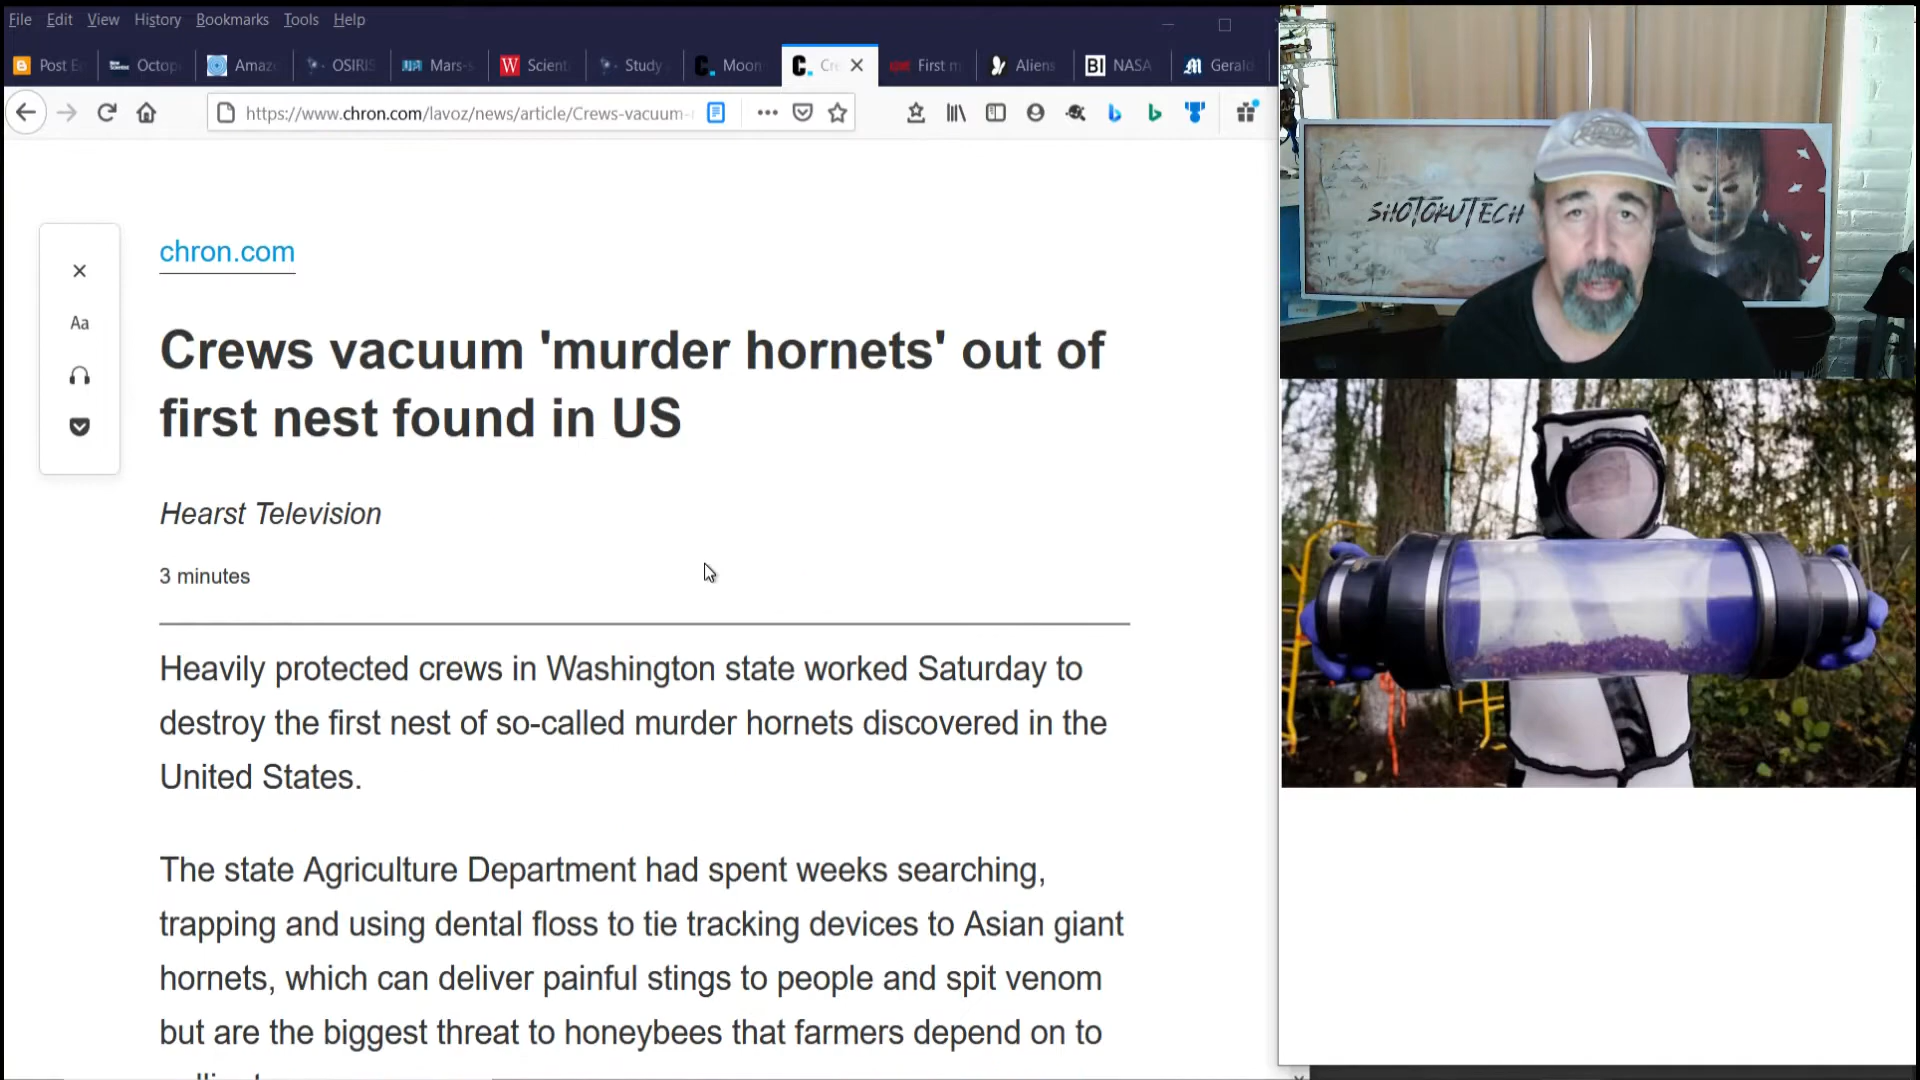 File Edit View History Bookmarks Tools Help
Post E Octop Amaz OSIRIS Mars- Scient Study Moon Cre First m Aliens BI NASA Gerald
https://www.chron.com/lavoz/news/article/Crews-vacuum-
chron.com
Aa
Crews vacuum 'murder hornets' out of
first nest found in US
Hearst Television
3 minutes
Heavily protected crews in Washington state worked Saturday to
destroy the first nest of so-called murder hornets discovered in the
United States.
The state Agriculture Department had spent weeks searching,
trapping and using dental floss to tie tracking devices to Asian giant
hornets, which can deliver painful stings to people and spit venom
but are the biggest threat to honeybees that farmers depend on to
SHOTOKUTECH